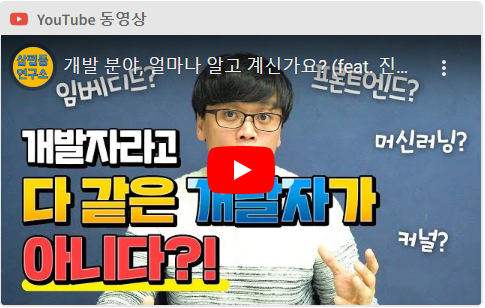 YouTube 동영상
삼평동
연구소
개발 분야, 얼마나 알고 계신가요? (feat. 진...
임베디드?
프론트엔드?
개발자라고
머신러닝?
다 같은 개발자가
커널?
아니다?!